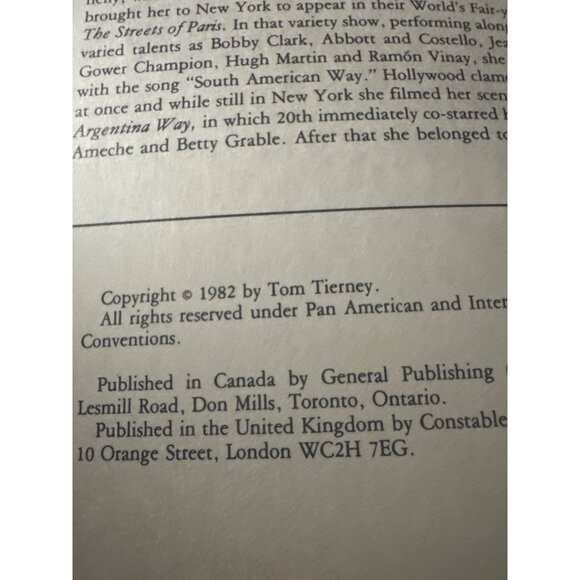 brought her to New York to appear in their World's Fair-y
The Streets of Paris. In that variety show, performing along
varied talents as Bobby Clark, Abbott and Costello, Jea
Gower Champion, Hugh Martin and Ramón Vinay, she
with the song “South American Way.” Hollywood clamo
at once and while still in New York she filmed her scen
Argentina Way, in which 20th immediately co-starred h
Ameche and Betty Grable. After that she belonged to
Copyright © 1982 by Tom Tierney.
All rights reserved under Pan American and Inter
Conventions.
Published in Canada by General Publishing
Lesmill Road, Don Mills, Toronto, Ontario.
Published in the United Kingdom by Constable
10 Orange Street, London WC2H 7EG.